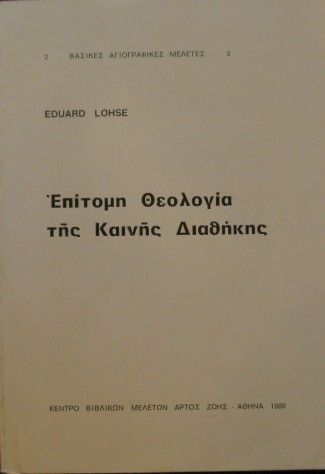 2 ΒΑΣΙΚΕΣ ΑΓΙΟΓΡΑΦΙΚΕΣ ΜΕΛΕΤΕΣ 2
EDUARD LOHSE
Ἐπίτομη Θεολογία
τῆς Καινῆς Διαθήκης
ΚΕΝΤΡΟ ΒΙΒΛΙΚΩΝ ΜΕΛΕΤΩΝ ΑΡΤΟΣ ΖΩΗΣ - ΑΘΗΝΑ 1980